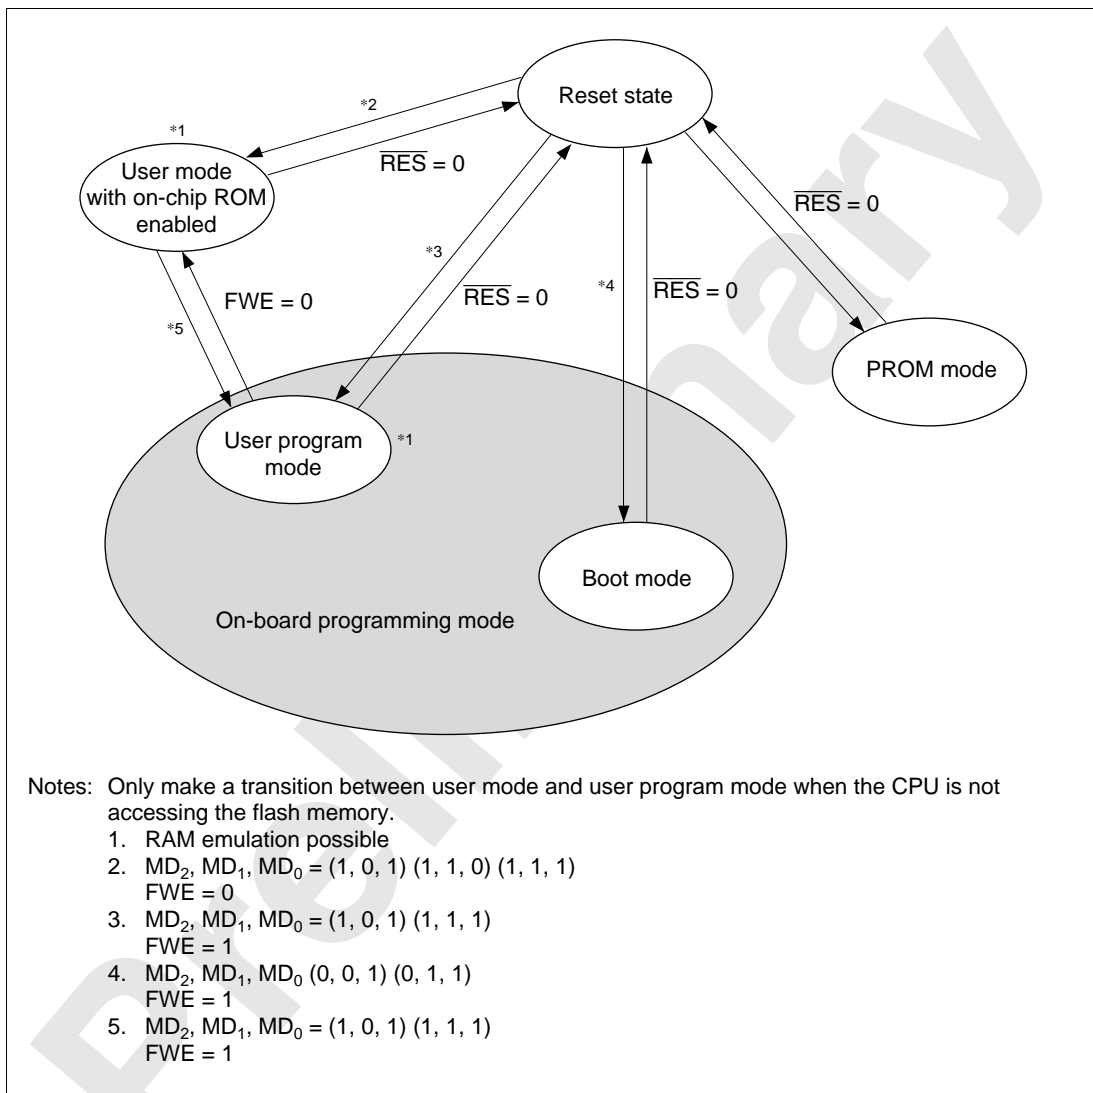 Reset state
*2
*1
RES = 0
User mode
with on-chip ROM
enabled
RES = 0
*3
*4
RES = 0
RES = 0
FWE = 0
*5
PROM mode
User program
mode
*1
Boot mode
On-board programming mode
Notes: Only make a transition between user mode and user program mode when the CPU is not
accessing the flash memory.
1. RAM emulation possible
2. MD2, MD1, MD0 = (1, 0, 1) (1, 1, 0) (1, 1, 1)
FWE = 0
3. MD2, MD1, MD0 = (1, 0, 1) (1, 1, 1)
FWE = 1
4. MD2, MD1, MD0 (0, 0, 1) (0, 1, 1)
FWE = 1
5. MD2, MD1, MD0 = (1, 0, 1) (1, 1, 1)
FWE = 1
Preliminary